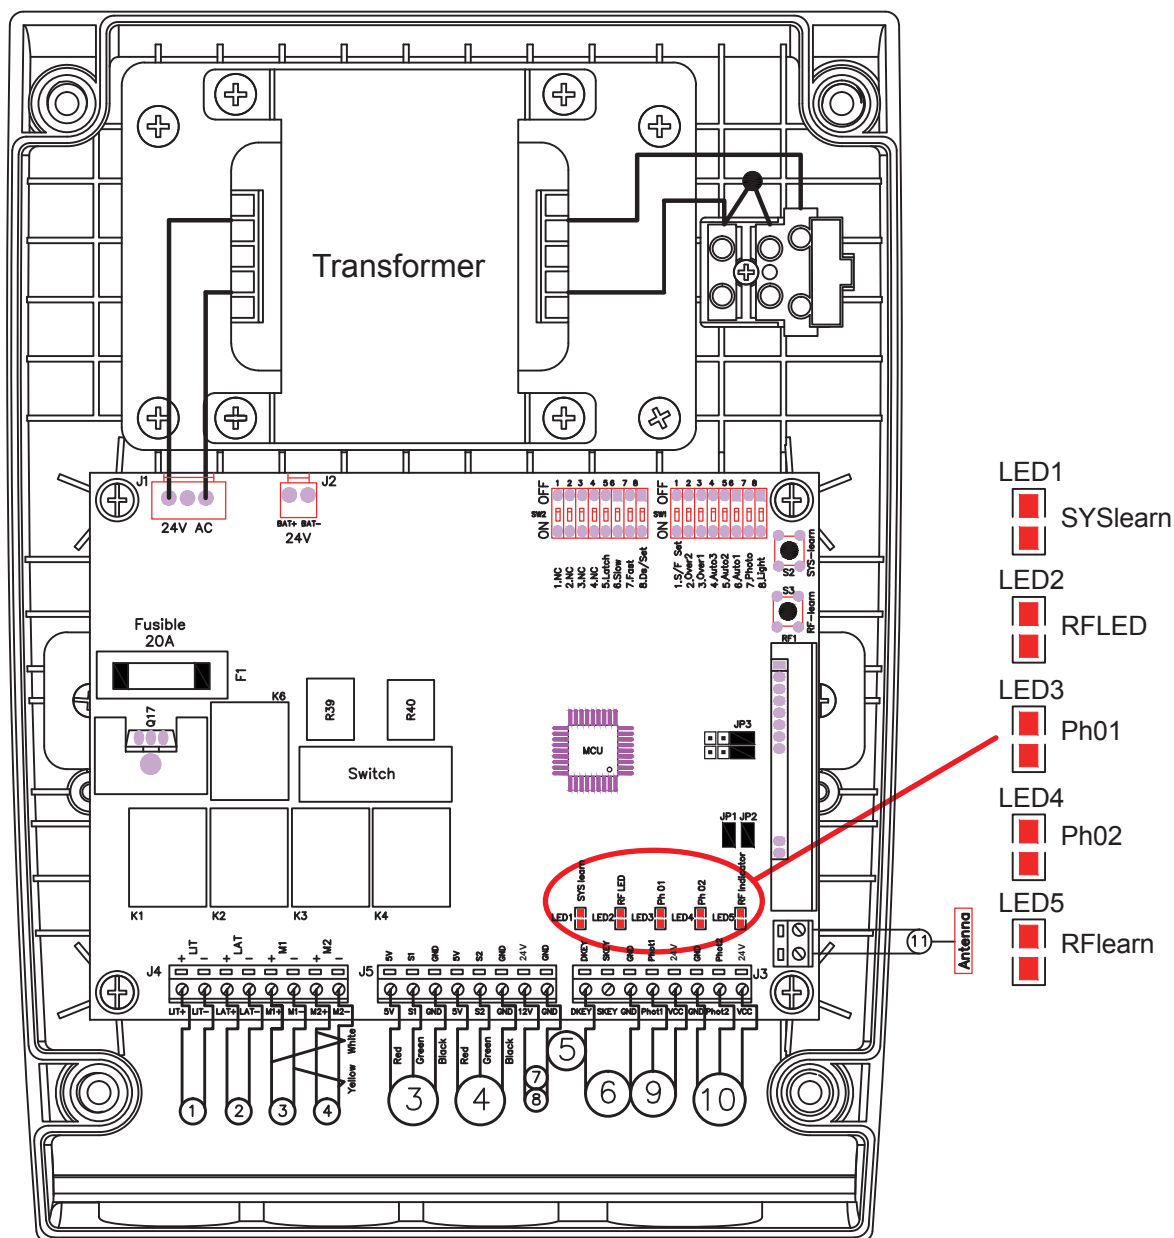 Transformer
J1
24V AC
J2
BAT+ BAT-
24V
OFF
ON
SW2
1 2 3 4 5 6 7 8
1.NC
2.NC
3.NC
4.NC
5.Latch
6.Slow
7.Fast
8.Ds/Set
OFF
ON
SW1
1 2 3 4 5 6 7 8
1.S/F Set
2.Over2
3.Over1
4.Auto3
5.Auto2
6.Auto1
7.Photo
8.Light
S2
SYS-learn
S3
RF-learn
RF1
Fusible
20A
F1
K6
Q17
R39
R40
Switch
MCU
JP3
JP1 JP2
K1
K2
K3
K4
SYS learn
RF LED
Ph 01
Ph 02
RF indicator
LED1
LED2
LED3
LED4
LED5
J4
+ LIT -
+ LAT -
+ M1 -
+ M2 -
LIT+ LIT- LAT+ LAT- M1+ M1- M2+ M2-
White
Yellow
1
2
3
4
J5
5V S1 GND 5V S2 GND 24V GND
5V S1 GND 5V S2 GND 12V GND
Red
Green
Black
Red
Green
Black
3
4
7
8
5
J3
DKEY SKEY GND Phot1 24V GND Phot2 24V
DKEY SKEY GND Phot1 VCC GND Phot2 VCC
6
9
10
11
Antenna
LED1
SYSlearn
LED2
RFLED
LED3
Ph01
LED4
Ph02
LED5
RFlearn